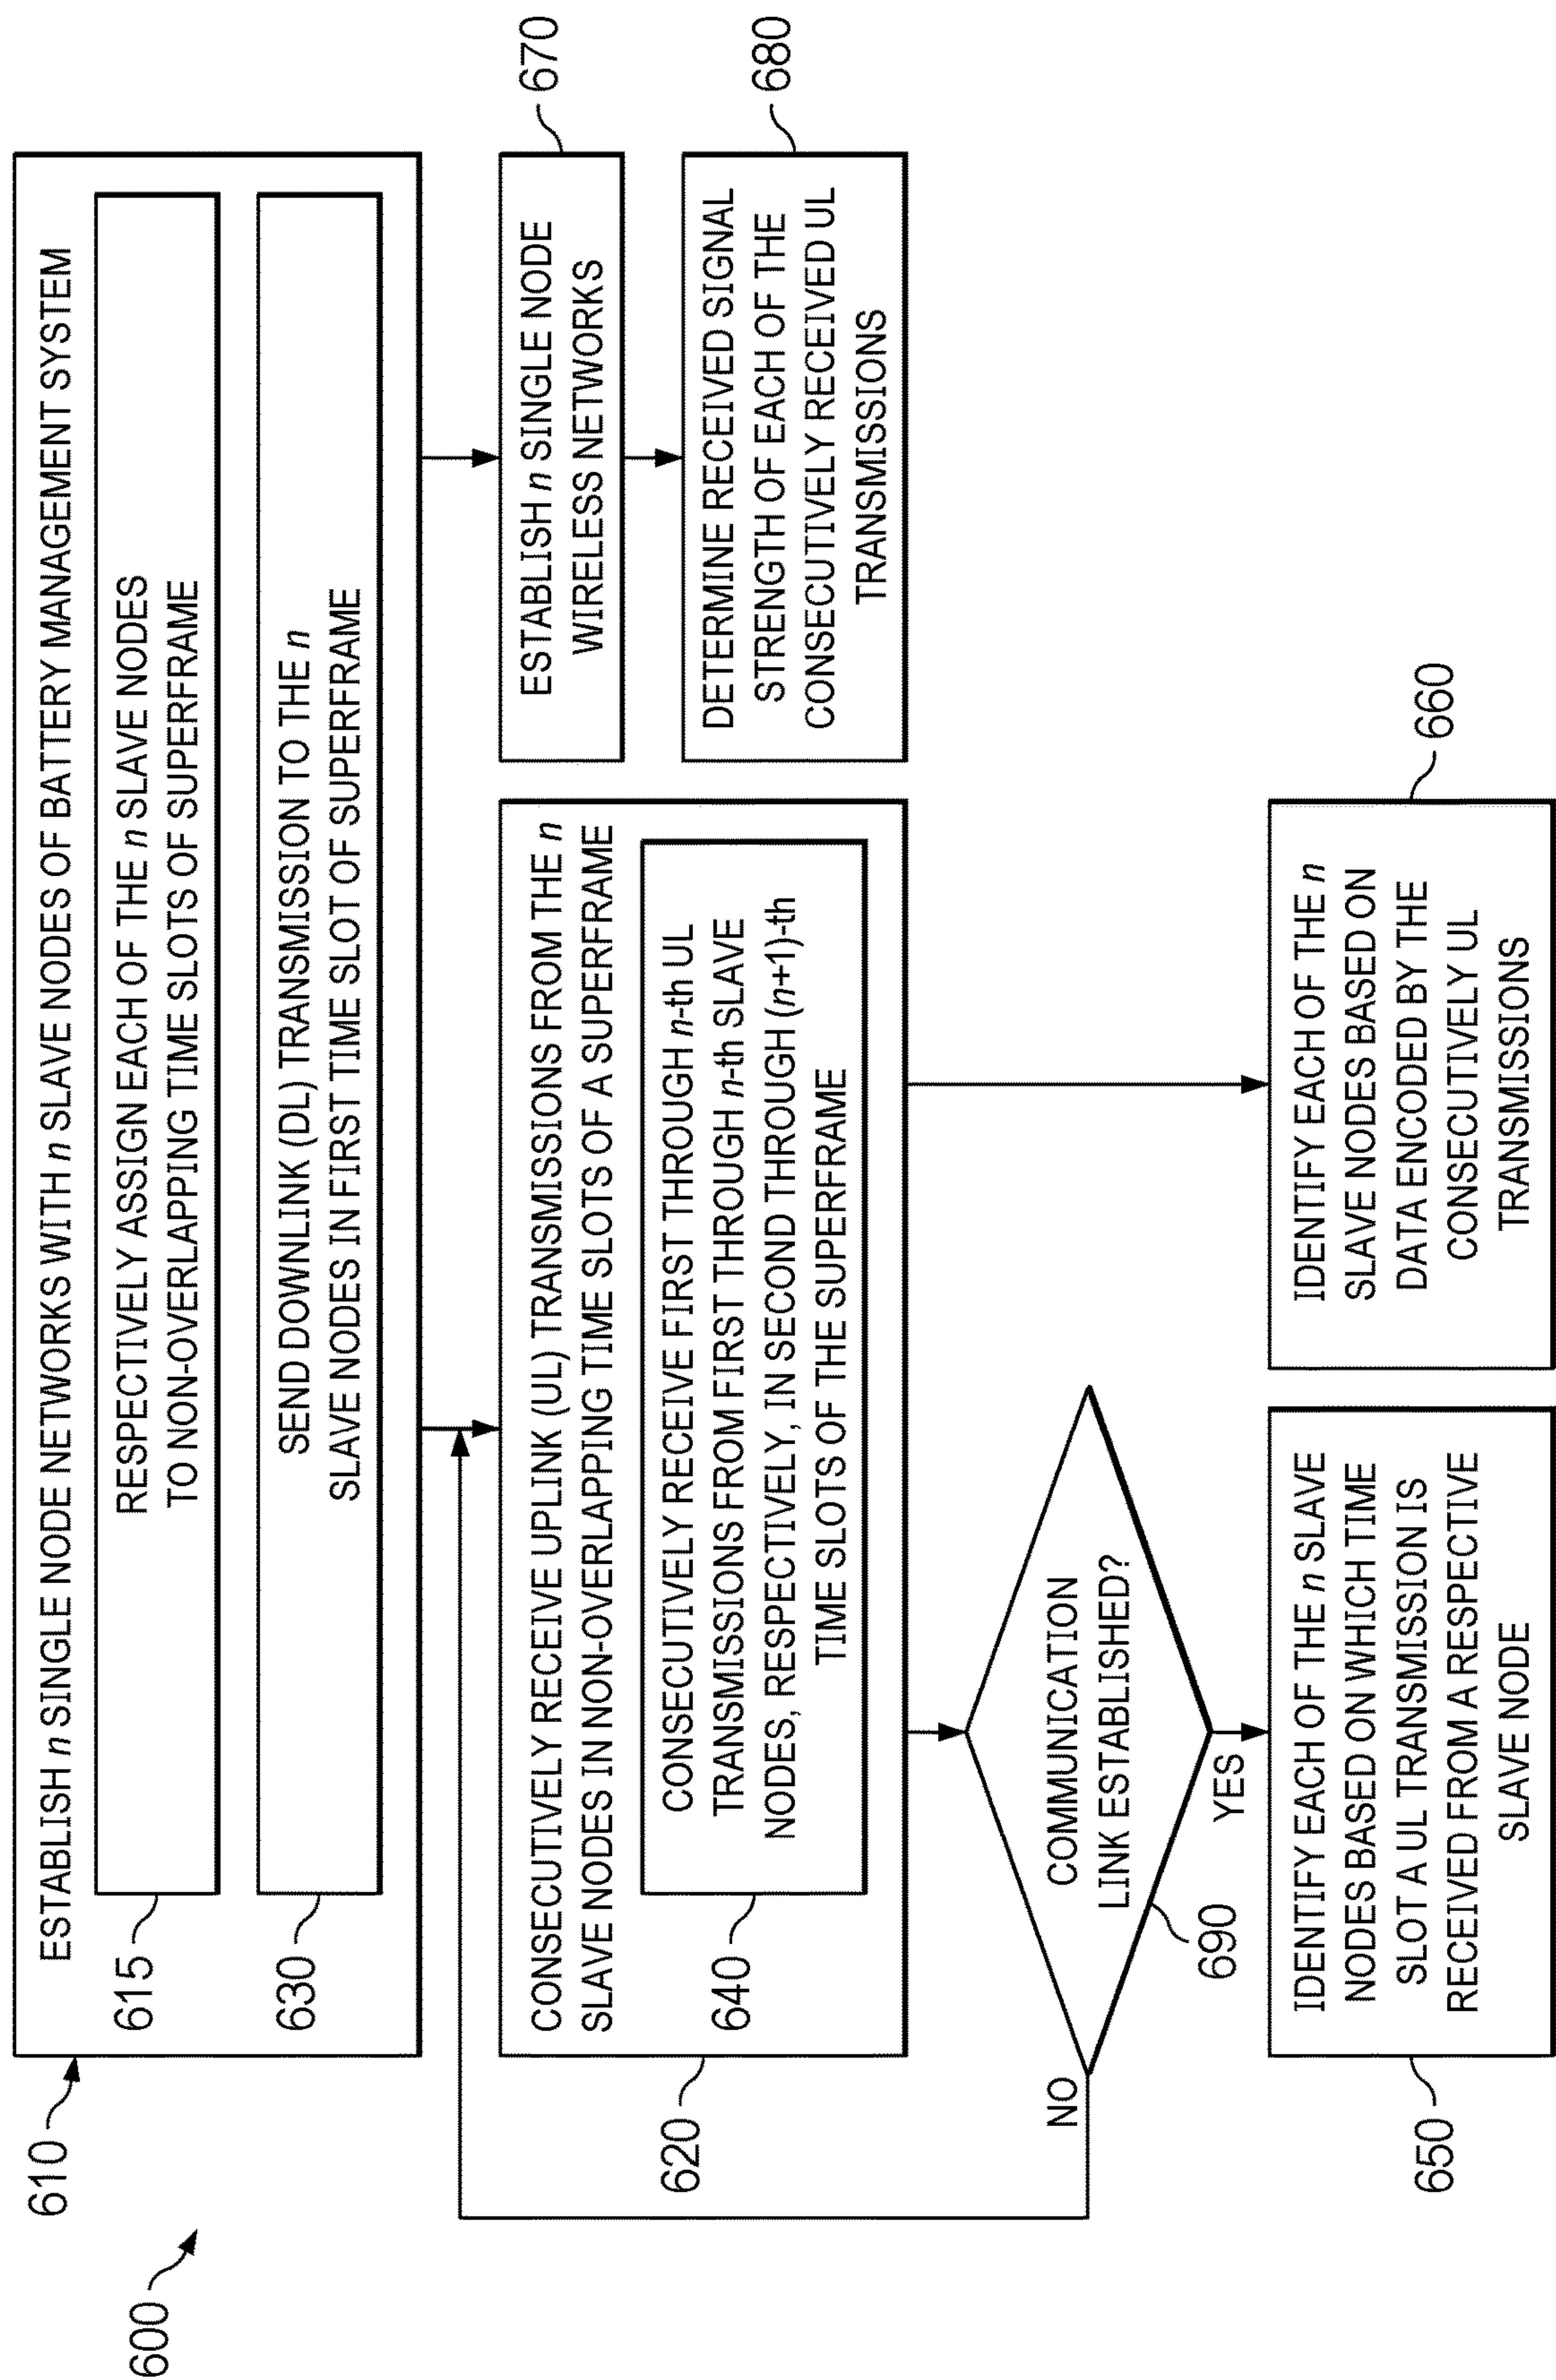 600
610
ESTABLISH n SINGLE NODE NETWORKS WITH n SLAVE NODES OF BATTERY MANAGEMENT SYSTEM
615
RESPECTIVELY ASSIGN EACH OF THE n SLAVE NODES
TO NON-OVERLAPPING TIME SLOTS OF SUPERFRAME
630
SEND DOWNLINK (DL) TRANSMISSION TO THE n
SLAVE NODES IN FIRST TIME SLOT OF SUPERFRAME
620
CONSECUTIVELY RECEIVE UPLINK (UL) TRANSMISSIONS FROM THE n
SLAVE NODES IN NON-OVERLAPPING TIME SLOTS OF A SUPERFRAME
640
CONSECUTIVELY RECEIVE FIRST THROUGH n-th UL
TRANSMISSIONS FROM FIRST THROUGH n-th SLAVE
NODES, RESPECTIVELY, IN SECOND THROUGH (n+1)-th
TIME SLOTS OF THE SUPERFRAME
670
ESTABLISH n SINGLE NODE
WIRELESS NETWORKS
680
DETERMINE RECEIVED SIGNAL
STRENGTH OF EACH OF THE
CONSECUTIVELY RECEIVED UL
TRANSMISSIONS
NO
COMMUNICATION
LINK ESTABLISHED?
690
YES
650
IDENTIFY EACH OF THE n SLAVE
NODES BASED ON WHICH TIME
SLOT A UL TRANSMISSION IS
RECEIVED FROM A RESPECTIVE
SLAVE NODE
660
IDENTIFY EACH OF THE n
SLAVE NODES BASED ON
DATA ENCODED BY THE
CONSECUTIVELY UL
TRANSMISSIONS